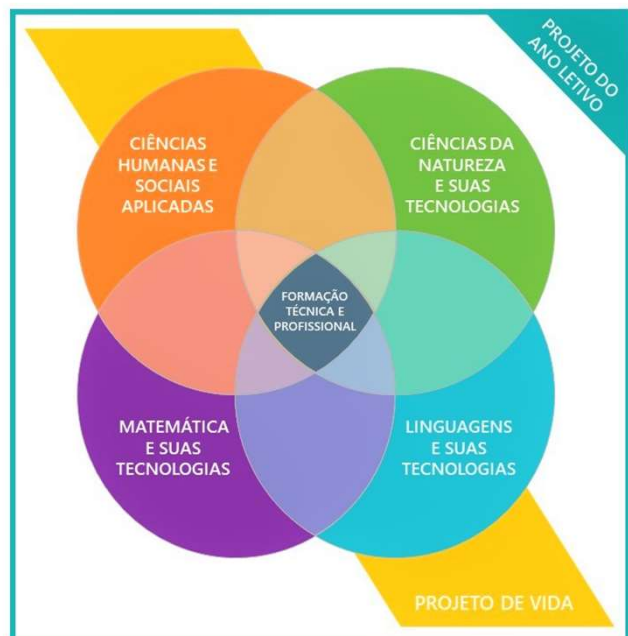 PROJETO DO
ANO LETIVO
CIÊNCIAS
HUMANAS E
SOCIAIS
APLICADAS
CIÊNCIAS DA
NATUREZA
E SUAS
TECNOLOGIAS
FORMAÇÃO
TÉCNICA E
PROFISSIONAL
MATEMÁTICA
E SUAS
TECNOLOGIAS
LINGUAGENS
E SUAS
TECNOLOGIAS
PROJETO DE VIDA